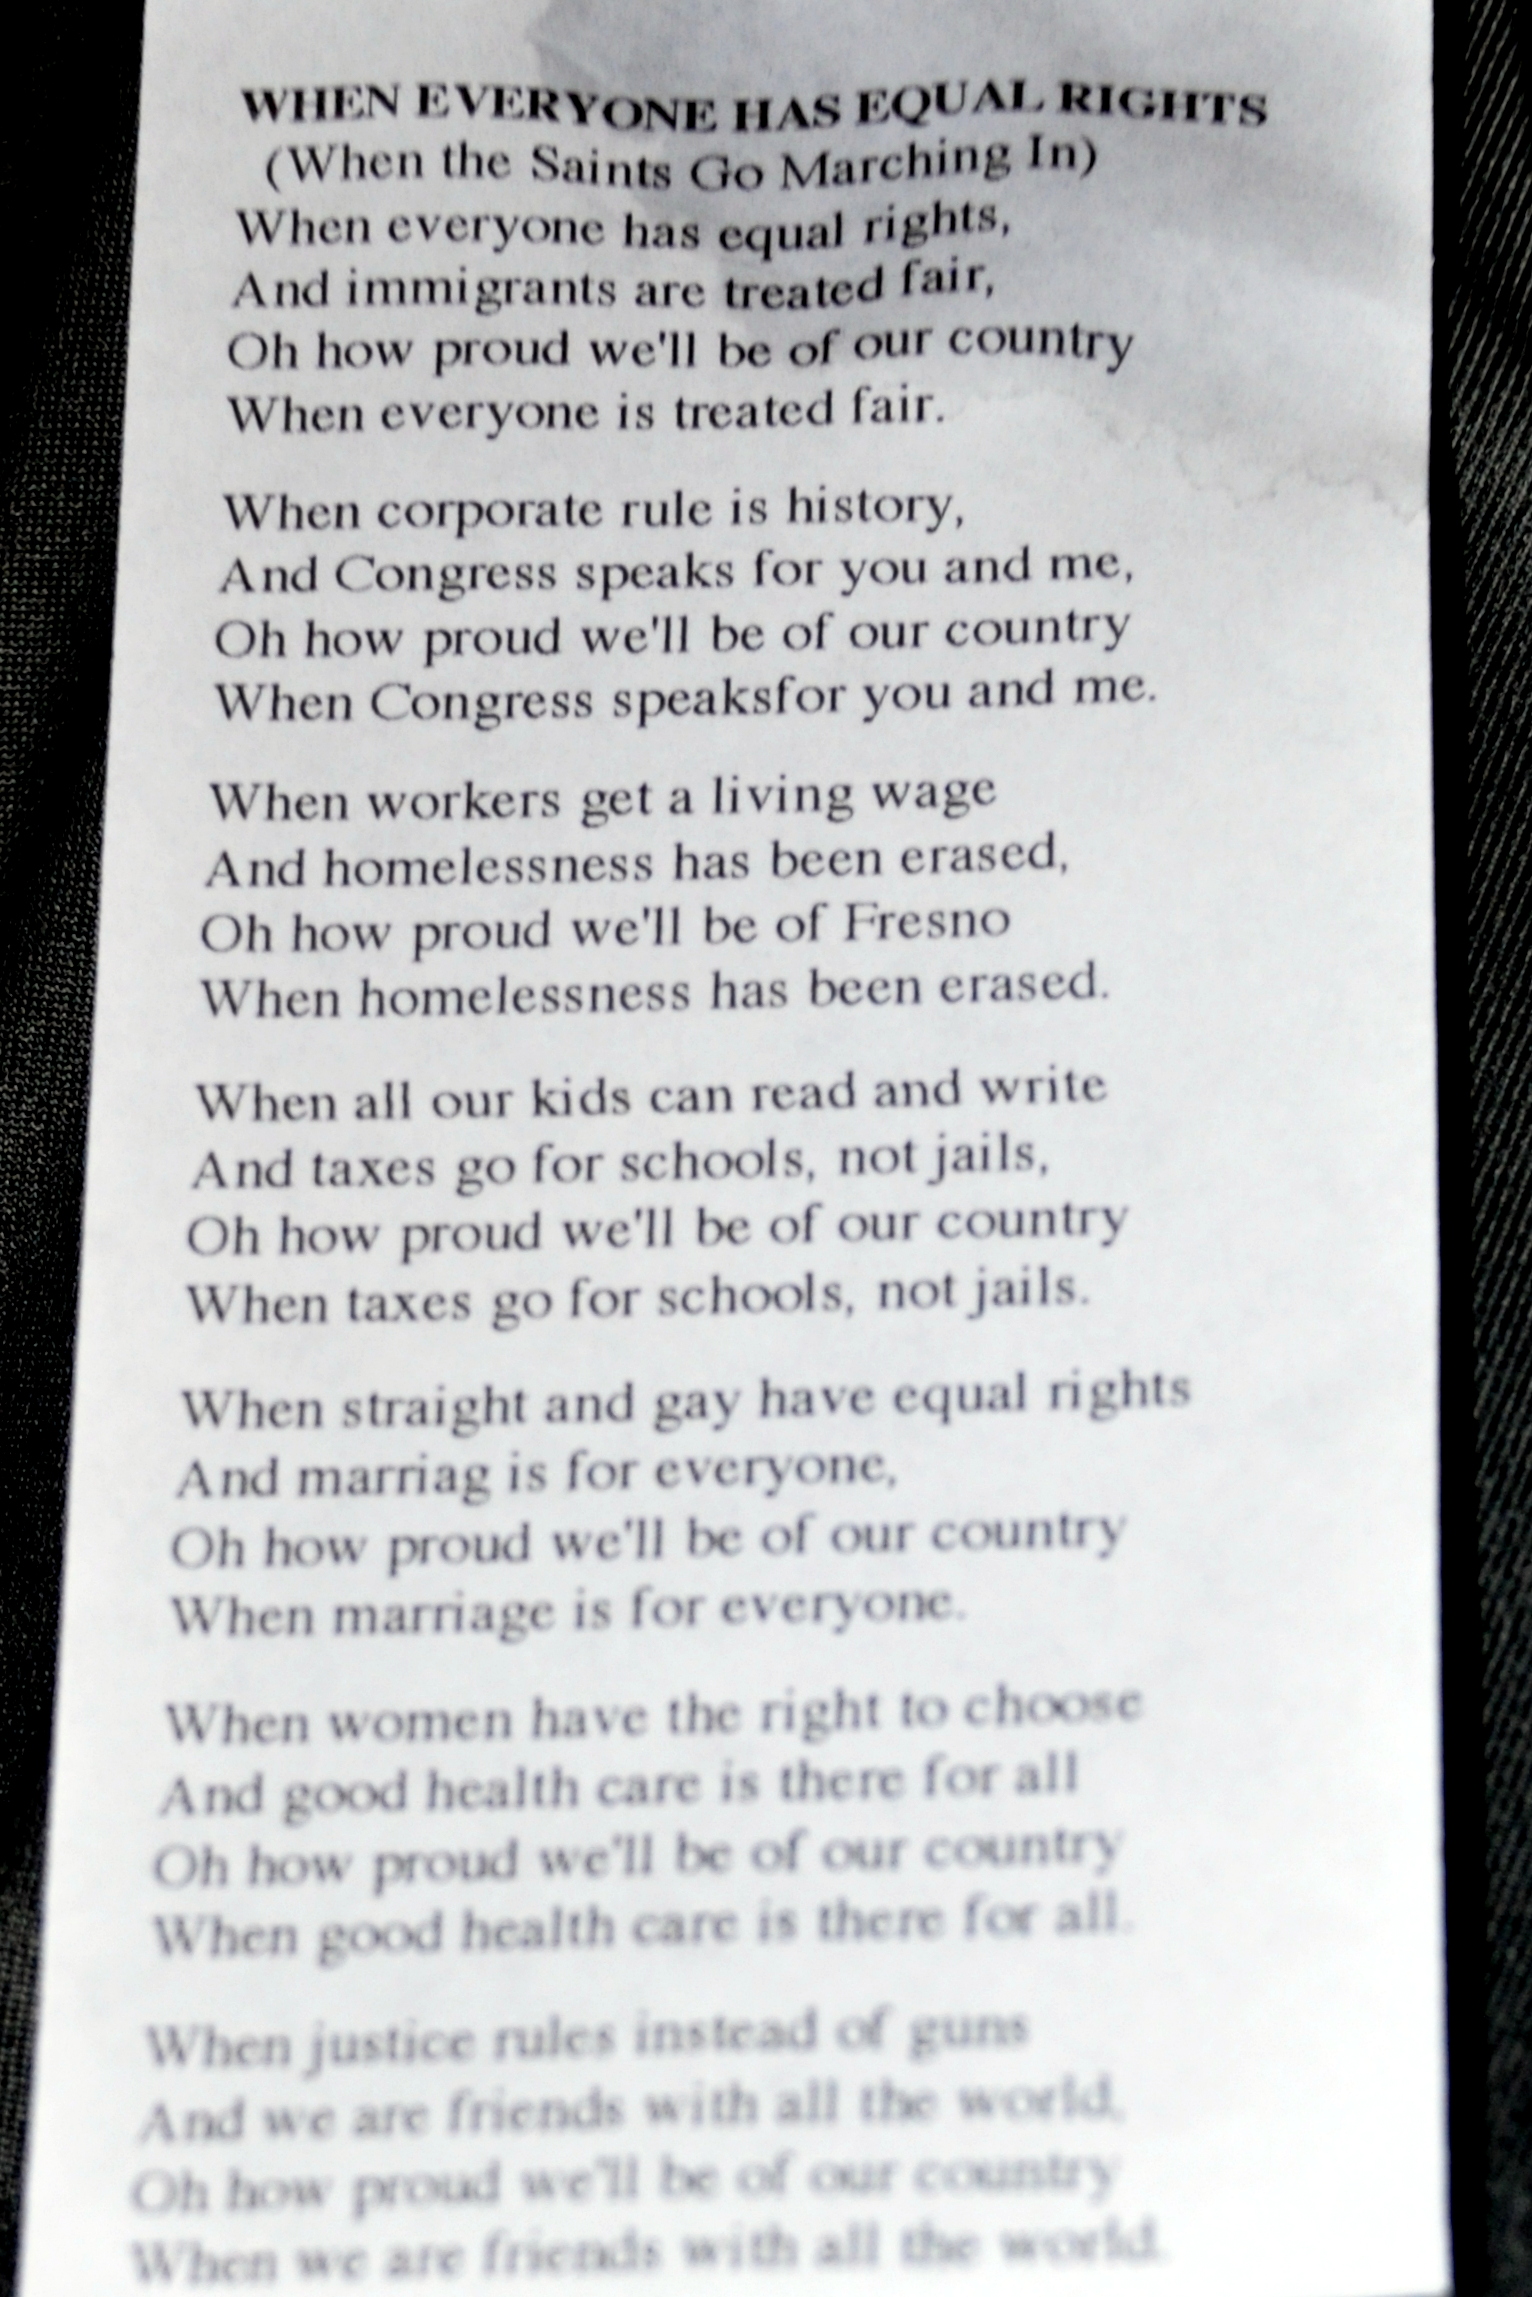 WHEN EVERYONE HAS EQUAL RIGHTS
(When the Saints Go Marching In)
When everyone has equal rights,
And immigrants are treated fair,
Oh how proud we'll be of our country
When everyone is treated fair.
When corporate rule is history,
And Congress speaks for you and me,
Oh how proud we'll be of our country
When Congress speaksfor you and me.
When workers get a living wage
And homelessness has been erased,
Oh how proud we'll be of Fresno
When homelessness has been erased.
When all our kids can read and write
And taxes go for schools, not jails,
Oh how proud we'll be of our country
When taxes go for schools, not jails.
When straight and gay have equal rights
And marriag is for everyone,
Oh how proud we'll be of our country
When marriage is for everyone.
When women have the right to choose
And good health care is there for all
Oh how proud we'll be of our country
When good health care is there for all.
When justice rules instead of guns
And we are friends with all the world,
Oh how proud we'll be of our country
When we are friends with all the world.